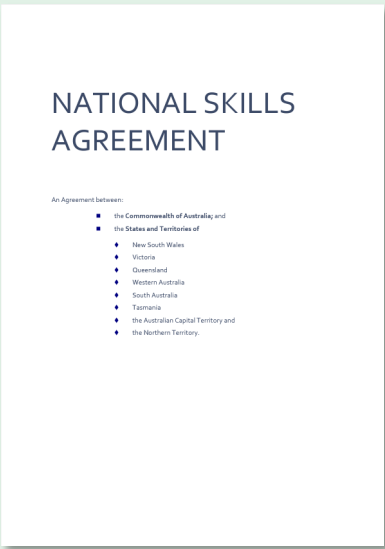 NATIONAL SKILLS
AGREEMENT
An Agreement between:
the Commonwealth of Australia; and
the States and Territories of
New South Wales
Victoria
Queensland
Western Australia
South Australia
Tasmania
the Australian Capital Territory and
the Northern Territory.